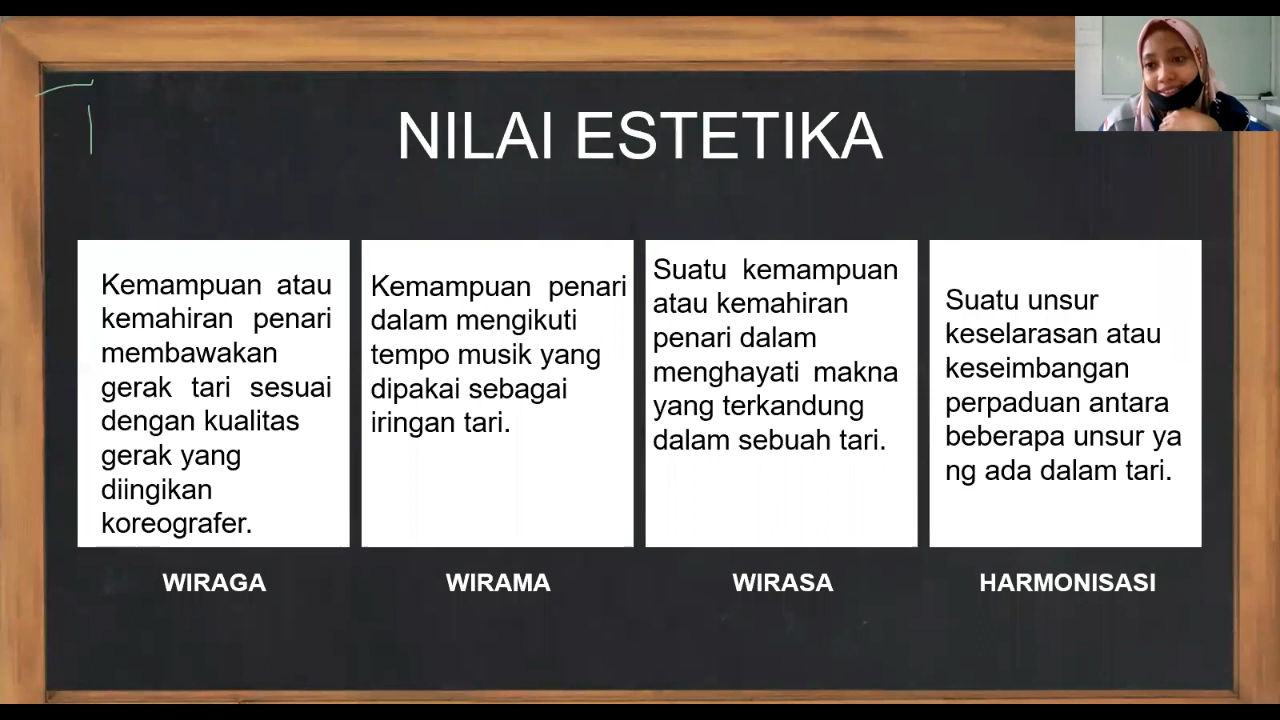 NILAI ESTETIKA
Kemampuan atau
kemahiran penari
membawakan
gerak tari sesuai
dengan kualitas
gerak yang
diingikan
koreografer.
WIRAGA
Kemampuan penari
dalam mengikuti
tempo musik yang
dipakai sebagai
iringan tari.
WIRAMA
Suatu kemampuan
atau kemahiran
penari dalam
menghayati makna
yang terkandung
dalam sebuah tari.
WIRASA
Suatu unsur
keselarasan atau
keseimbangan
perpaduan antara
beberapa unsur ya
ng ada dalam tari.
HARMONISASI